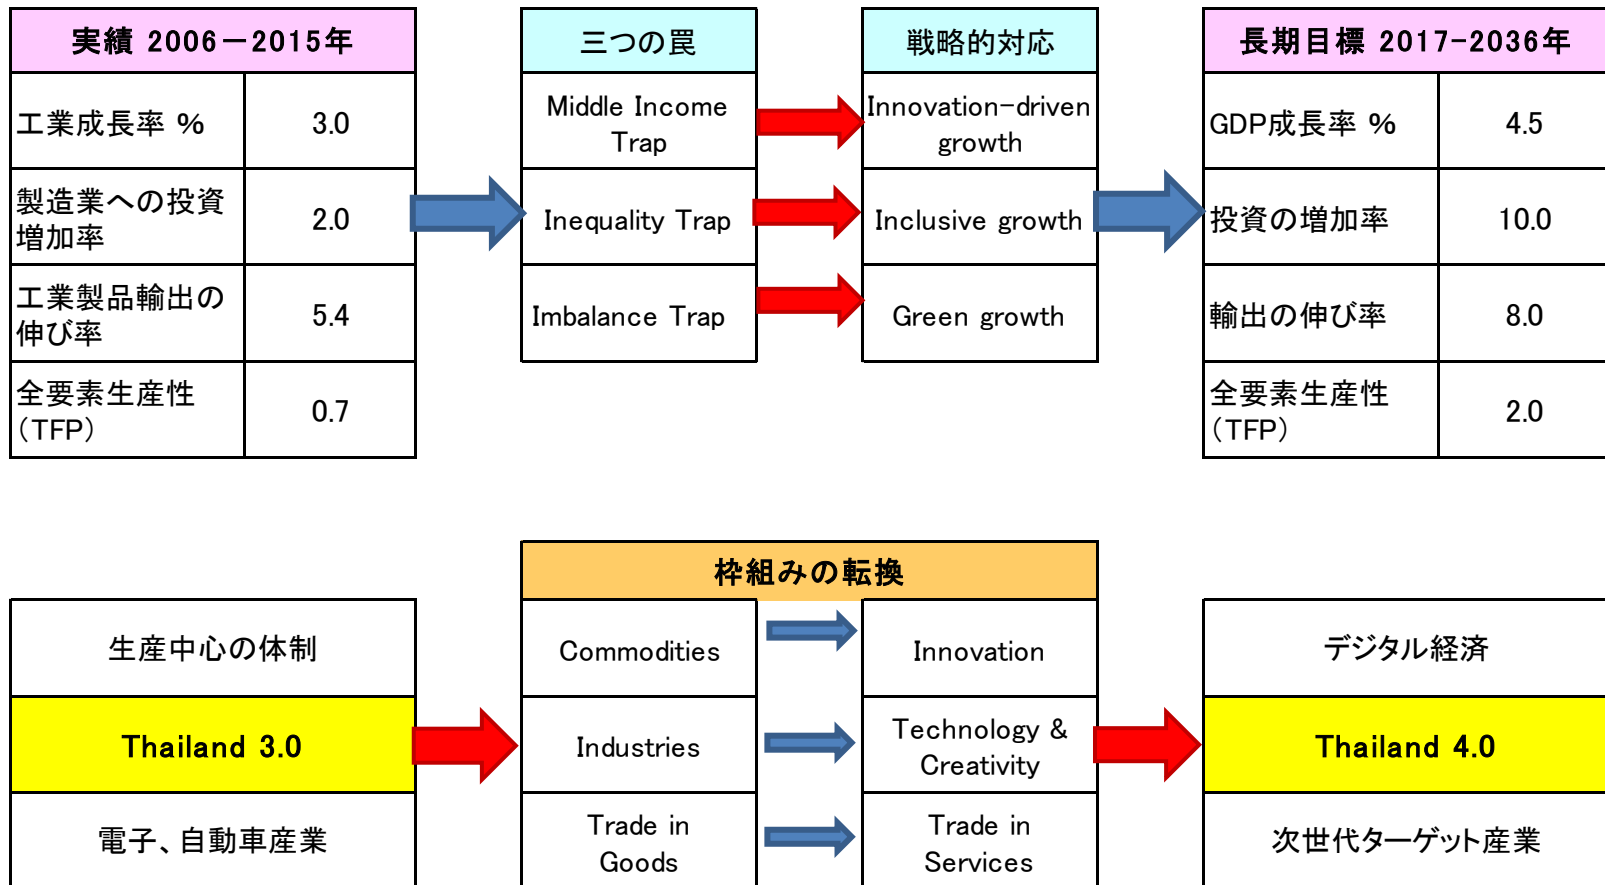 実績 2006－2015年
工業成長率 %
3.0
製造業への投資
増加率
2.0
工業製品輸出の
伸び率
5.4
全要素生産性
（TFP）
0.7
三つの罠
Middle Income
Trap
Inequality Trap
Imbalance Trap
戦略的対応
Innovation-driven
growth
Inclusive growth
Green growth
長期目標 2017-2036年
GDP成長率 %
4.5
投資の増加率
10.0
輸出の伸び率
8.0
全要素生産性
（TFP）
2.0
生産中心の体制
Thailand 3.0
電子、自動車産業
枠組みの転換
Commodities
Innovation
Industries
Technology &
Creativity
Trade in
Goods
Trade in
Services
デジタル経済
Thailand 4.0
次世代ターゲット産業